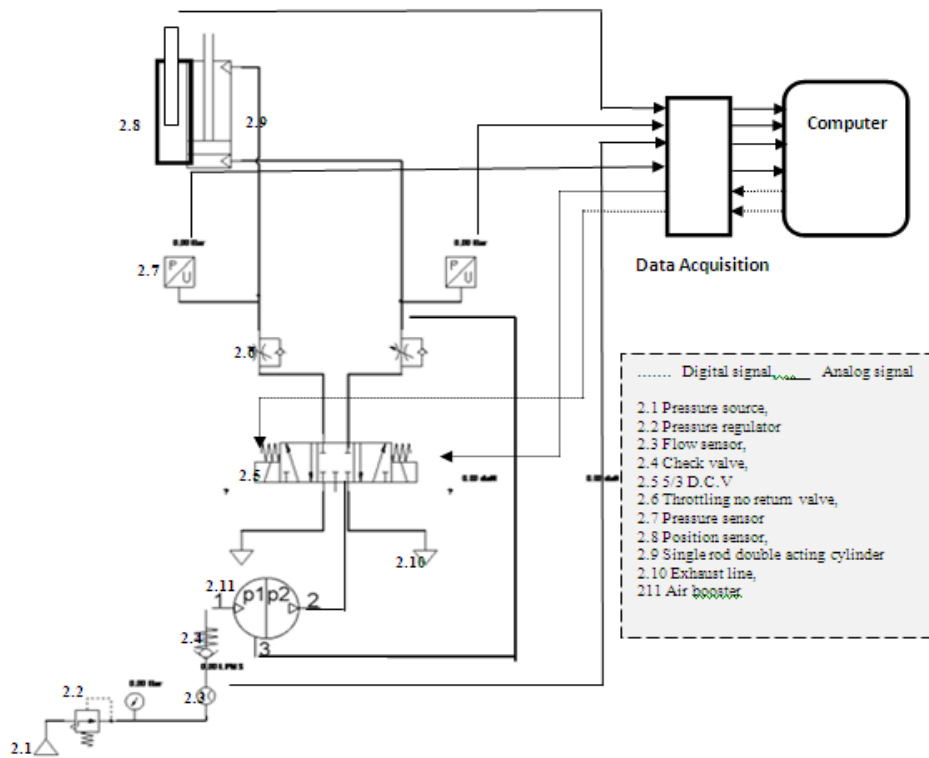 2.8
2.9
Computer
0.00 Bar
0.00 Bar
Data Acquisition
2.7
P
U
P
U
2.6
....... Digital signal, ____ Analog signal
2.1 Pressure source,
2.2 Pressure regulator
2.3 Flow sensor,
2.4 Check valve,
2.5 5/3 D.C.V
2.6 Throttling no return valve,
2.7 Pressure sensor
2.8 Position sensor,
2.9 Single rod double acting cylinder
2.10 Exhaust line,
211 Air booster
2.5
?
?
2.10
2.11
1
p1
p2
2
3
2.4
2.3
0.00 Bar
2.2
2.1